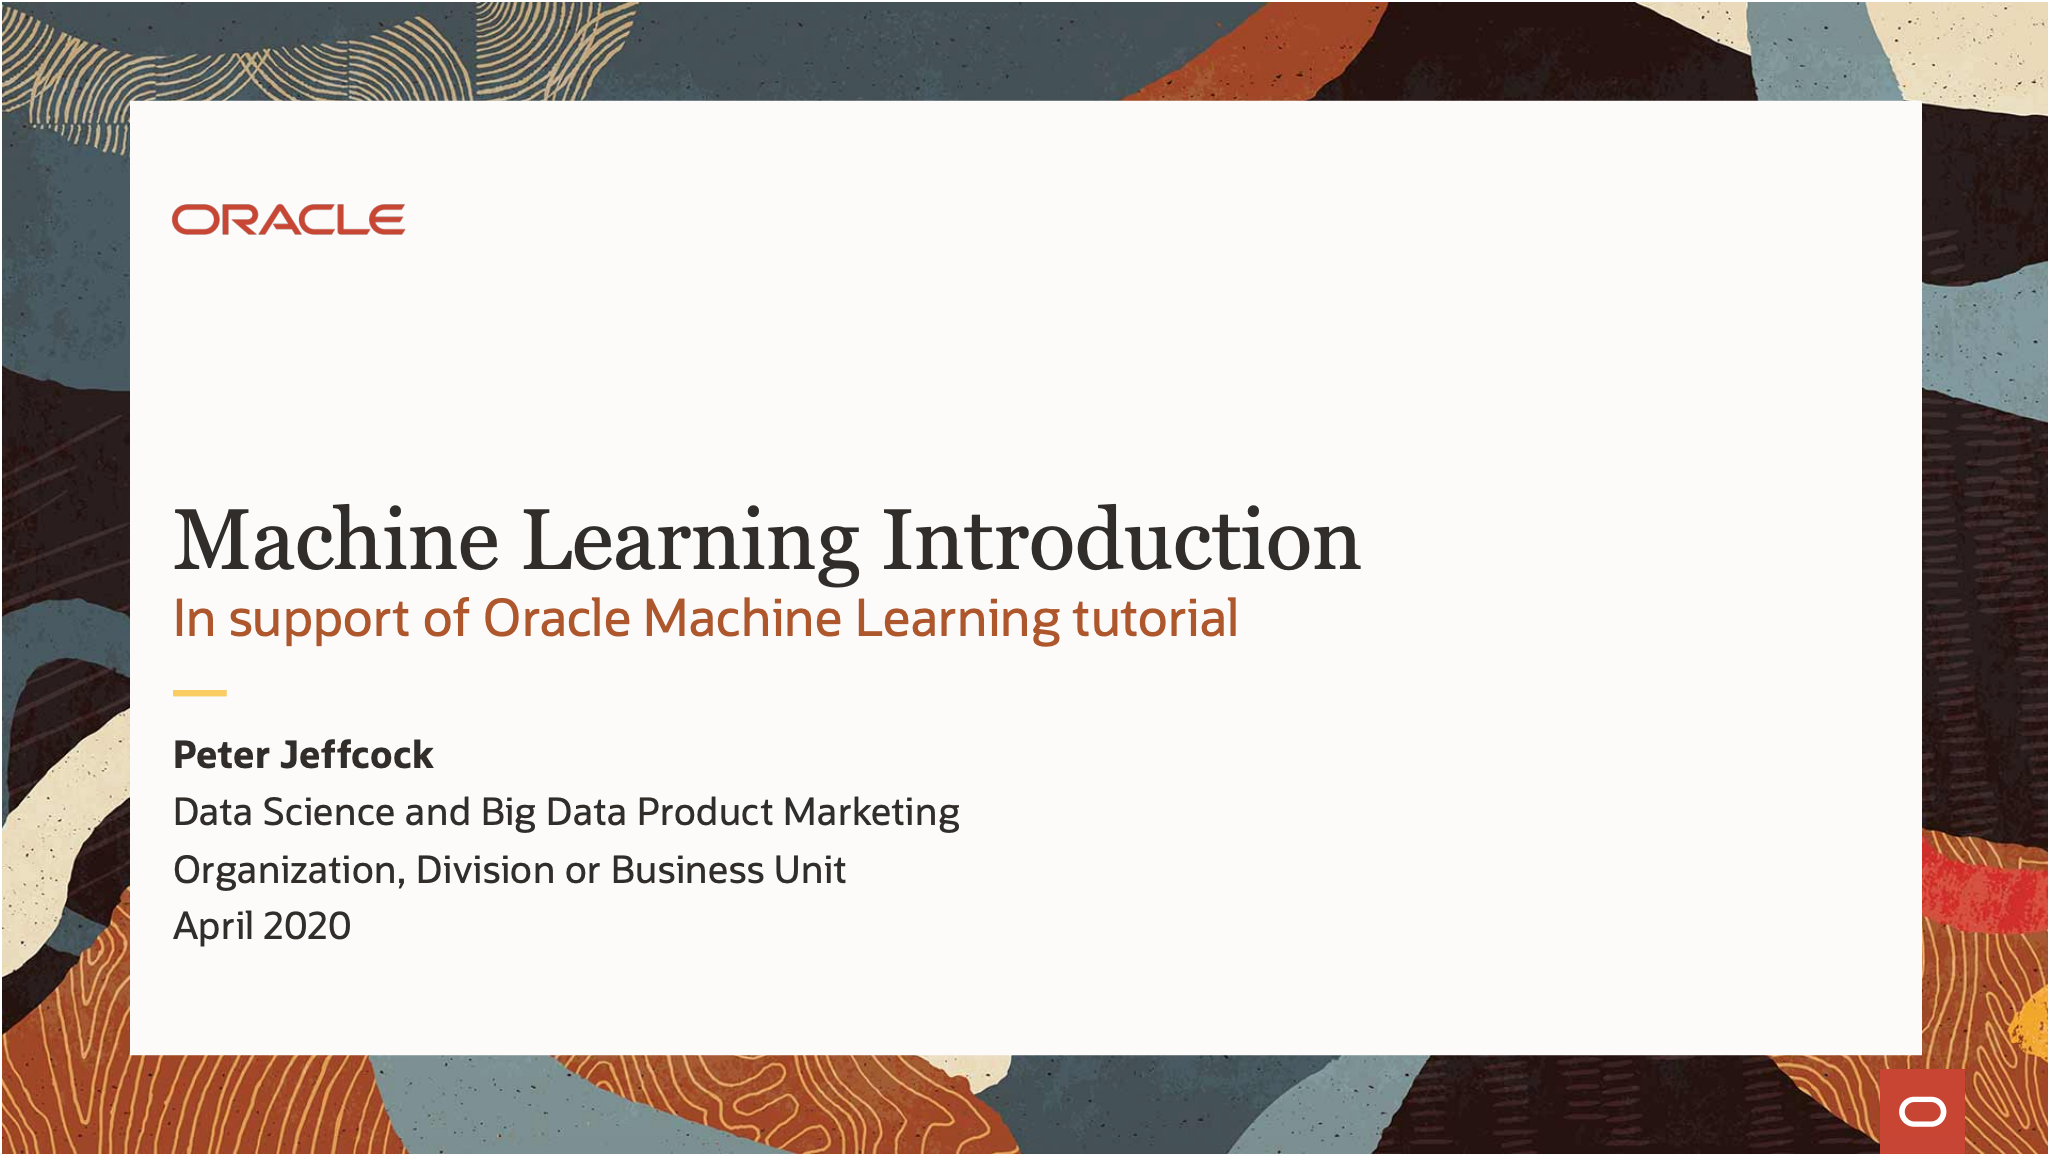 ORACLE
Machine Learning Introduction
In support of Oracle Machine Learning tutorial
Peter Jeffcock
Data Science and Big Data Product Marketing
Organization, Division or Business Unit
April 2020